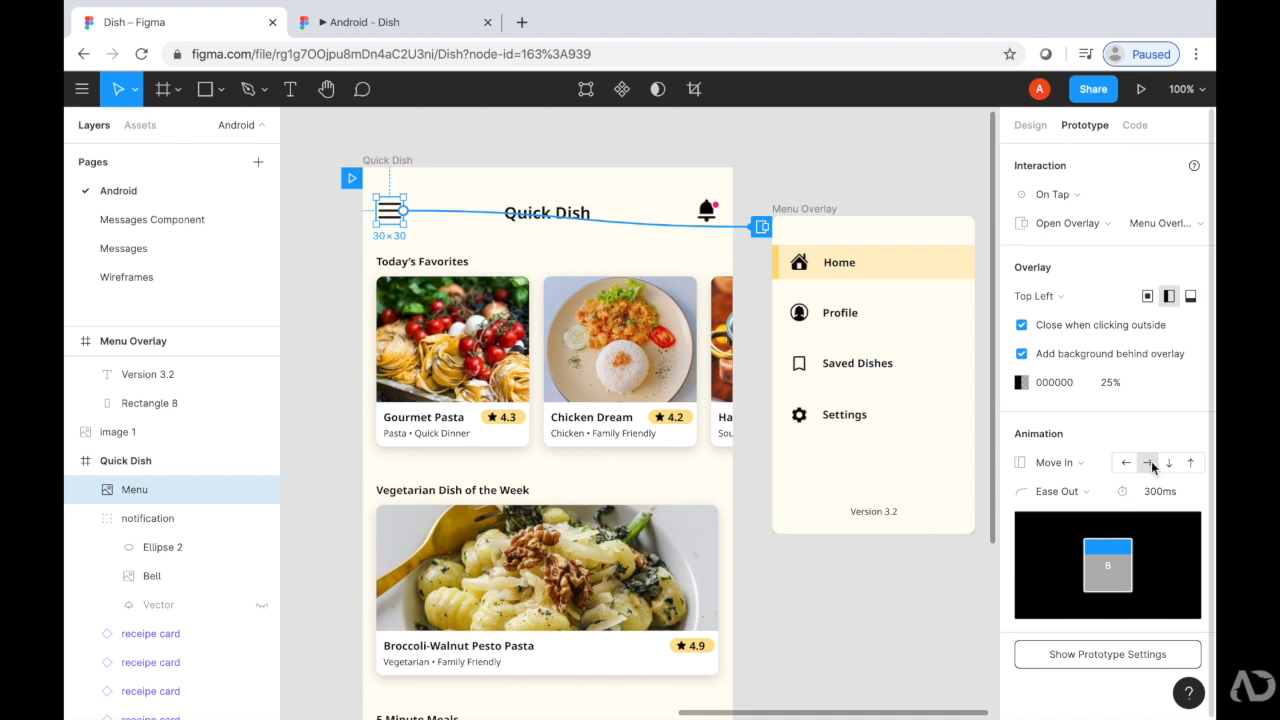 Dish – Figma
Android - Dish
figma.com/file/rg1g7OOjpu8mDn4aC2U3ni/Dish?node-id=163%3A939
Paused
A
Share
100%
Layers
Assets
Android
Pages
Android
Messages Component
Messages
Wireframes
Menu Overlay
Version 3.2
Rectangle 8
image 1
Quick Dish
Menu
notification
Ellipse 2
Bell
Vector
receipe card
receipe card
receipe card
Quick Dish
Quick Dish
30×30
Today's Favorites
Gourmet Pasta
4.3
Pasta • Quick Dinner
Chicken Dream
4.2
Chicken • Family Friendly
Ha
Sou
Vegetarian Dish of the Week
Broccoli-Walnut Pesto Pasta
4.9
Vegetarian • Family Friendly
5 Minute Meals
Menu Overlay
Home
Profile
Saved Dishes
Settings
Version 3.2
Design
Prototype
Code
Interaction
On Tap
Open Overlay
Menu Overl...
Overlay
Top Left
Close when clicking outside
Add background behind overlay
000000
25%
Animation
Move In
Ease Out
300ms
B
Show Prototype Settings
?
AD